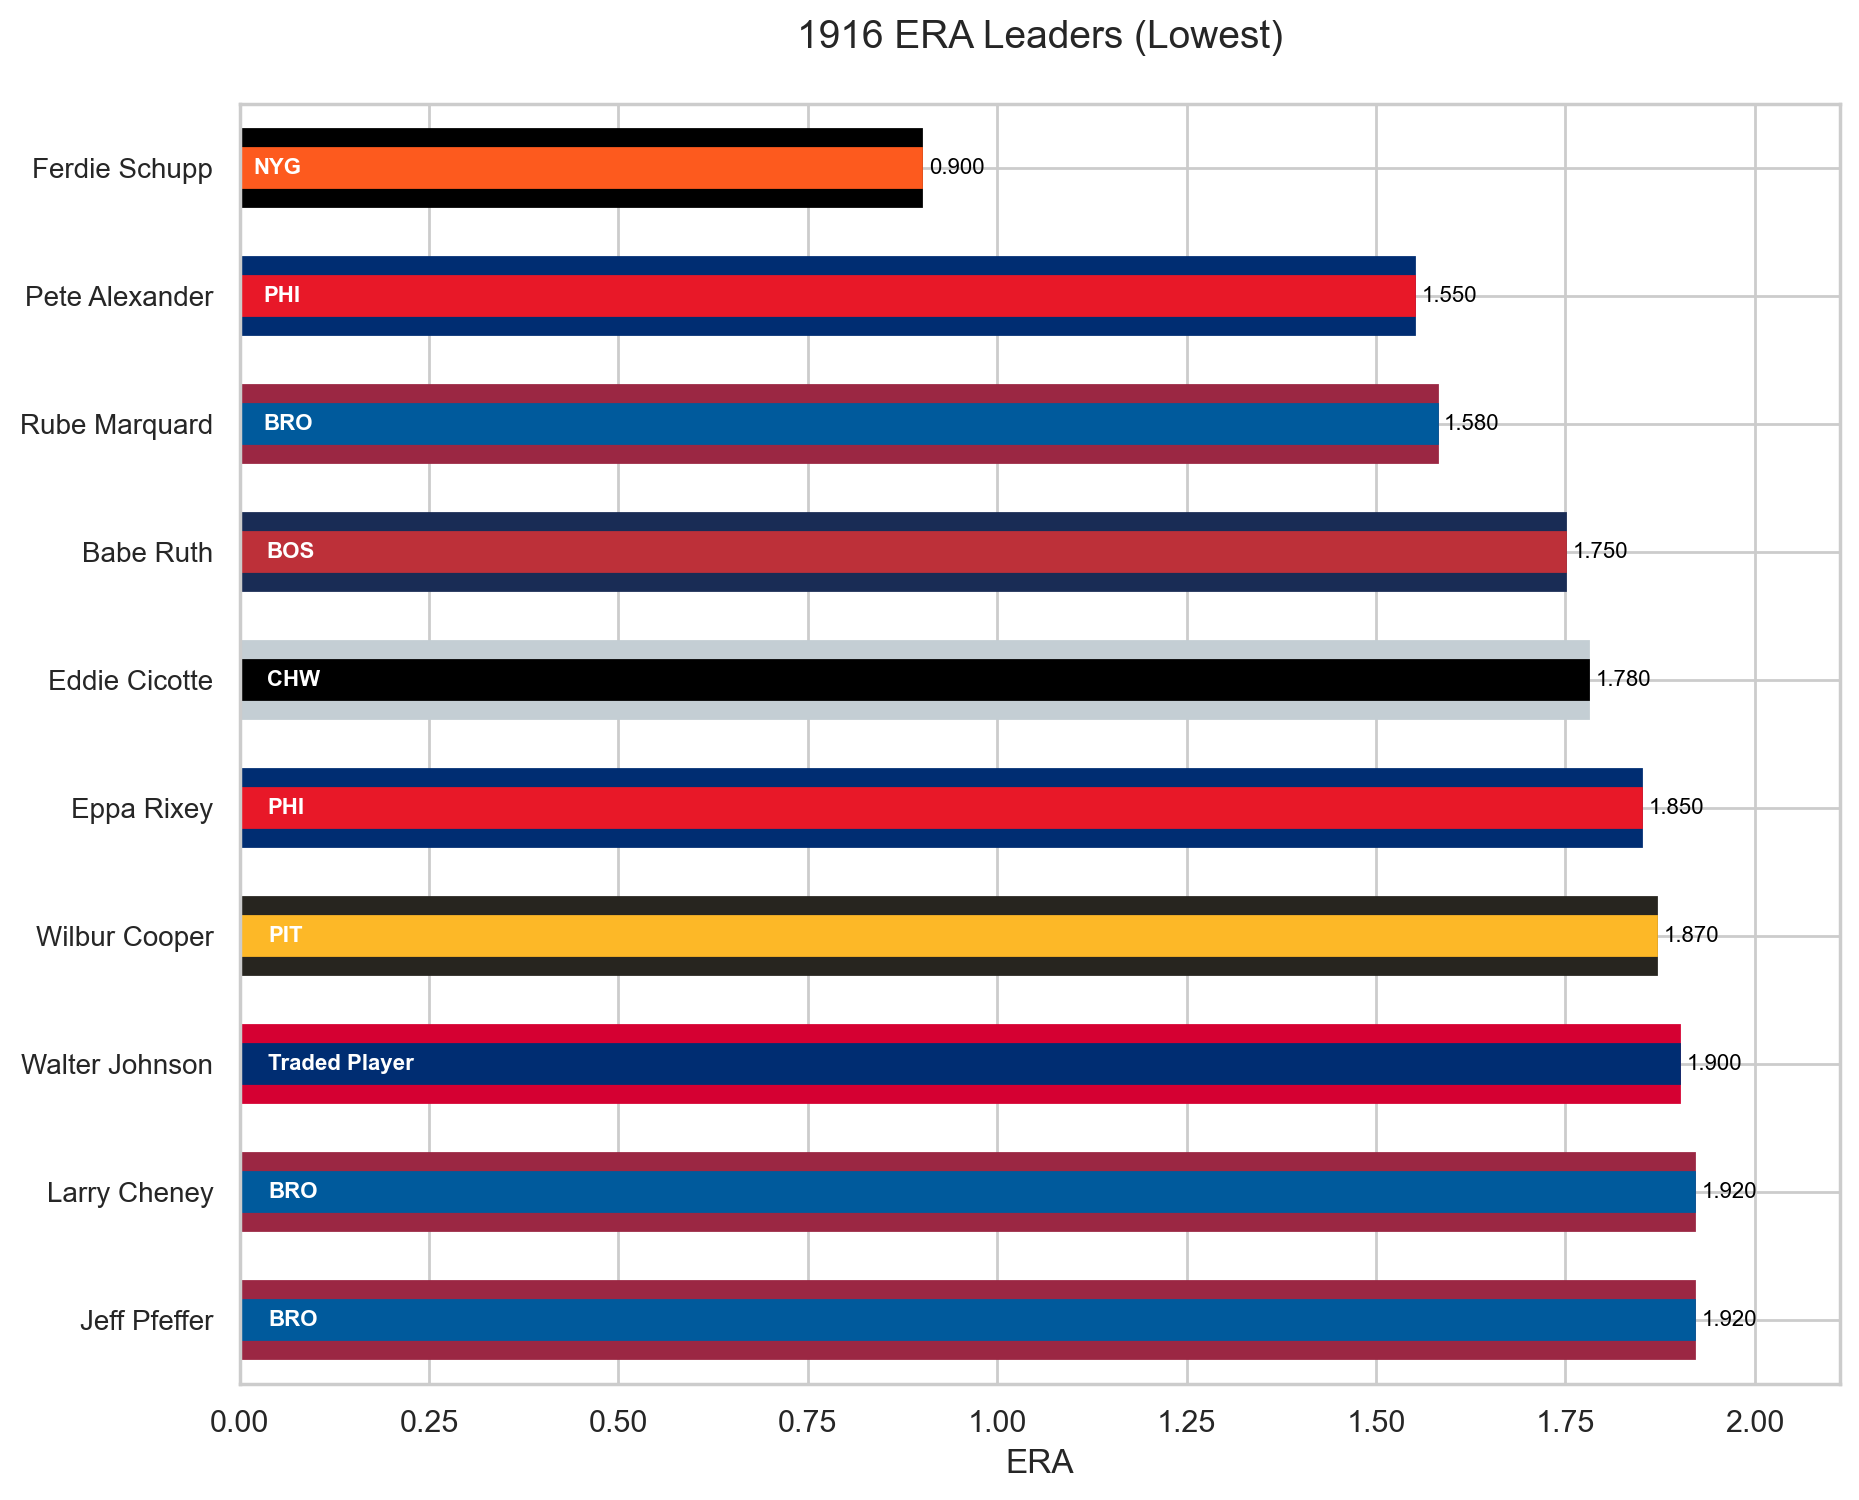 1916 ERA Leaders (Lowest)
Ferdie Schupp NYG 0.900
Pete Alexander PHI 1.550
Rube Marquard BRO 1.580
Babe Ruth BOS 1.750
Eddie Cicotte CHW 1.780
Eppa Rixey PHI 1.850
Wilbur Cooper PIT 1.870
Walter Johnson Traded Player 1.900
Larry Cheney BRO 1.920
Jeff Pfeffer BRO 1.920
0.00 0.25 0.50 0.75 1.00 1.25 1.50 1.75 2.00
ERA